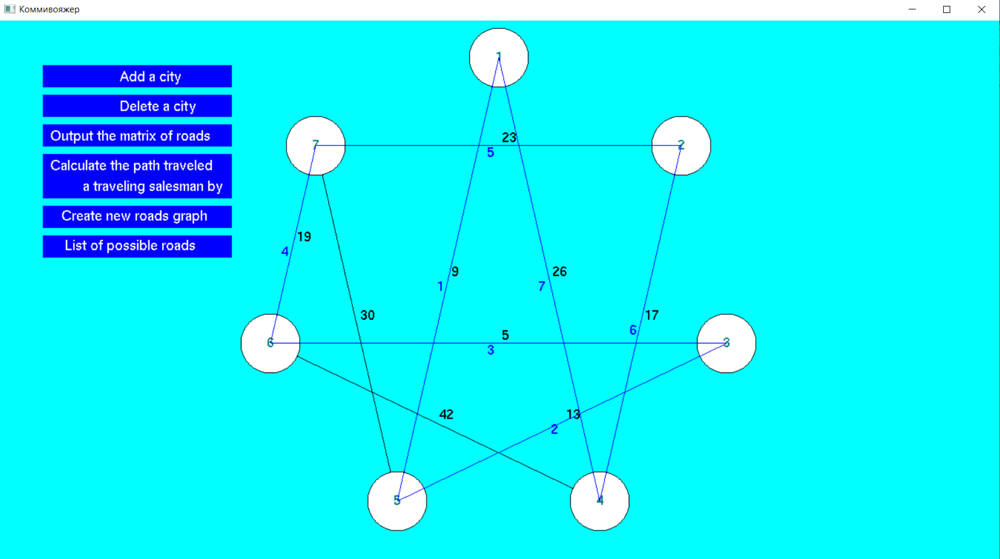 Коммивояжер
Add a city
Delete a city
Output the matrix of roads
Calculate the path traveled
a traveling salesman by
Create new roads graph
List of possible roads
1
7
23
2
5
19
4
9
1
26
7
30
17
6
6
5
3
3
42
13
2
5
4